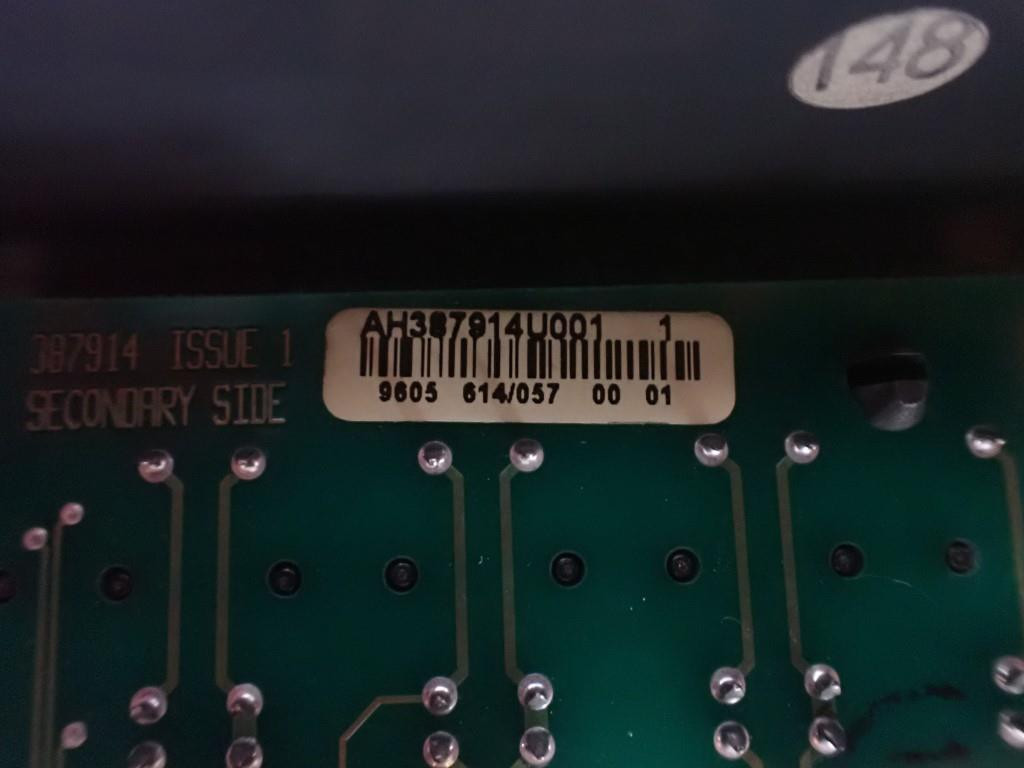 148
387914 ISSUE 1
SECONDARY SIDE
AH387914U001 1
9605 614/057 00 01